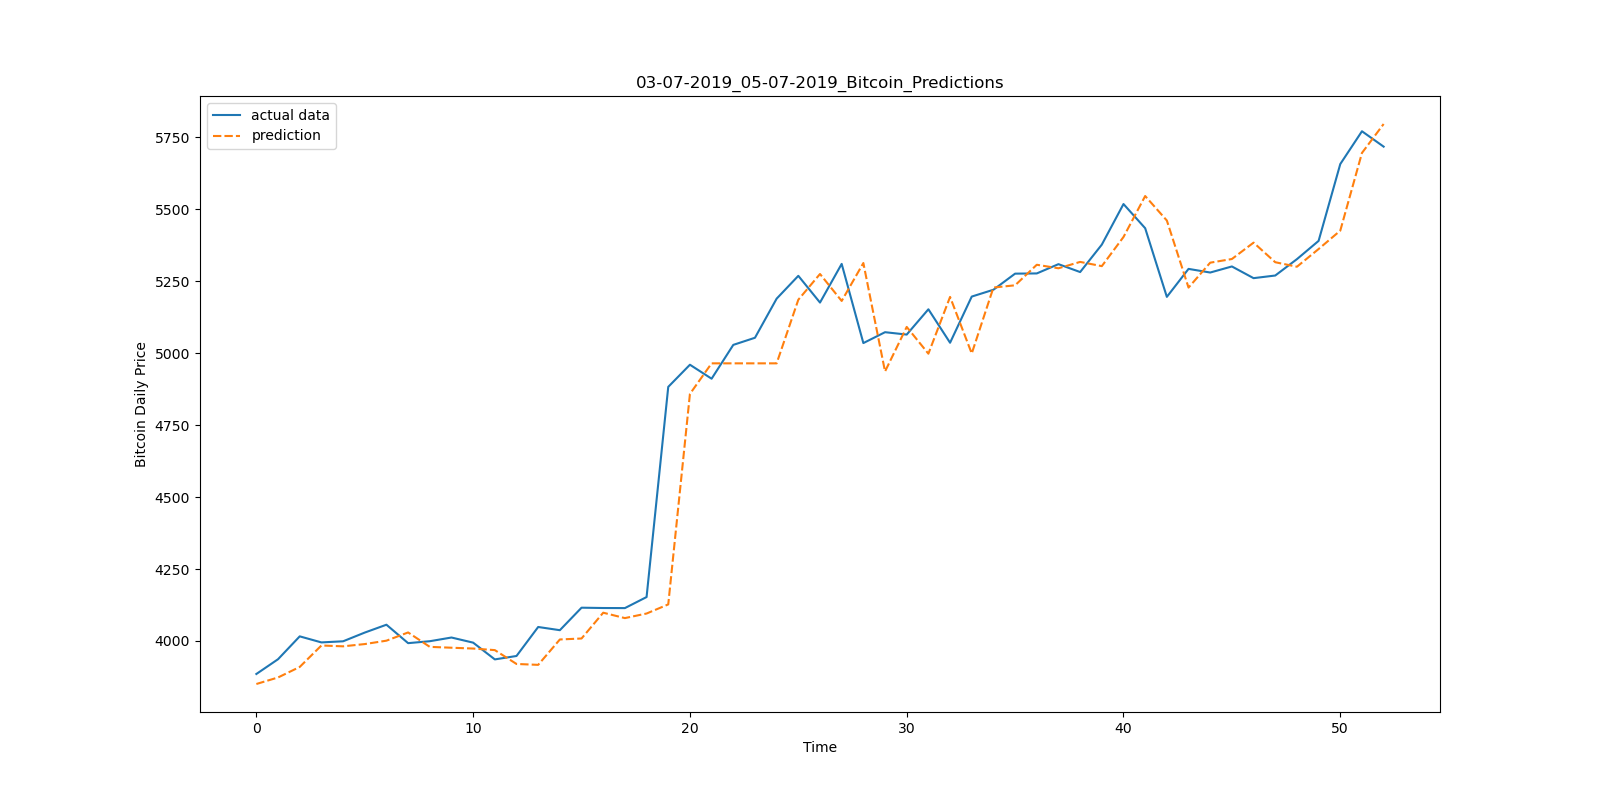 03-07-2019_05-07-2019_Bitcoin_Predictions
actual data
prediction
5750
5500
5250
5000
4750
4500
4250
4000
Bitcoin Daily Price
0 10 20 30 40 50
Time